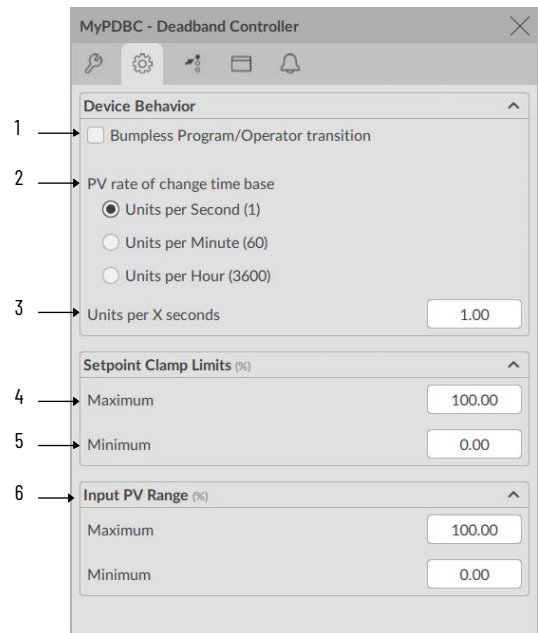 MyPDBC - Deadband Controller
Device Behavior
1 Bumpless Program/Operator transition
2 PV rate of change time base
Units per Second (1)
Units per Minute (60)
Units per Hour (3600)
3 Units per X seconds 1.00
Setpoint Clamp Limits (%)
4 Maximum 100.00
5 Minimum 0.00
6 Input PV Range (%)
Maximum 100.00
Minimum 0.00